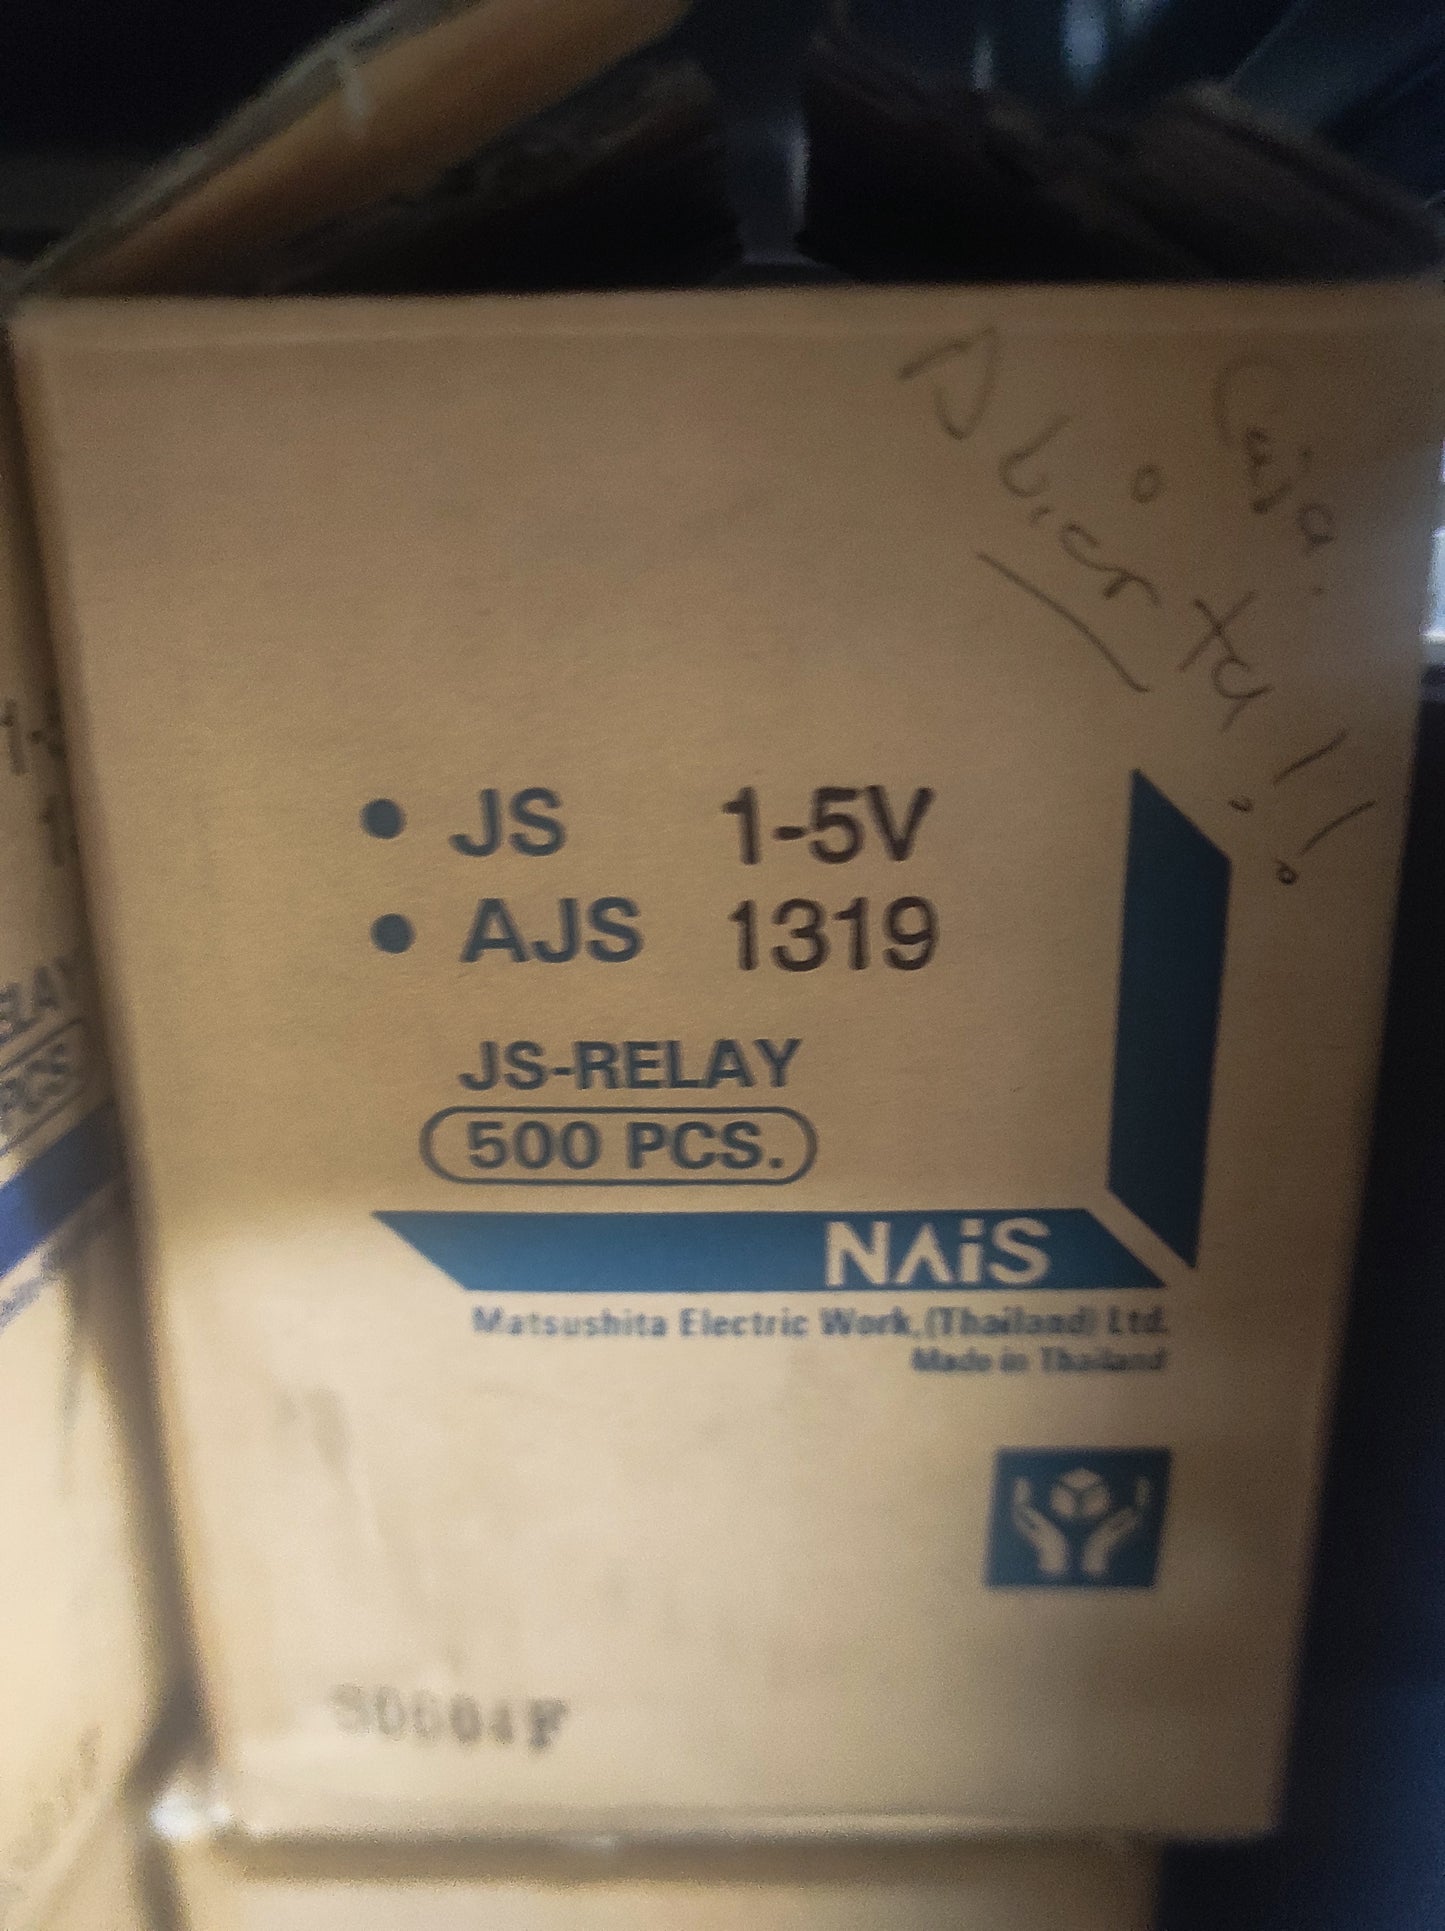 Caja
Abierta!!
• JS 1-5V
• AJS 1319
JS-RELAY
500 PCS.
NAiS
Matsushita Electric Work,(Thailand) Ltd.
Made in Thailand